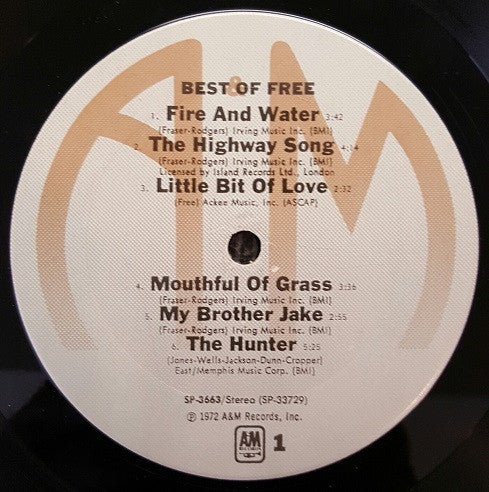 BEST OF FREE
1. Fire And Water 3:42
(Fraser-Rodgers) Irving Music Inc. (BMI)
2. The Highway Song 4:14
(Fraser-Rodgers) Irving Music Inc. (BMI)
Licensed by Island Records Ltd., London
3. Little Bit Of Love 2:32
(Free) Ackee Music, Inc. (ASCAP)
4. Mouthful Of Grass 3:36
(Fraser-Rodgers) Irving Music Inc. (BMI)
5. My Brother Jake 2:55
(Fraser-Rodgers) Irving Music Inc. (BMI)
6. The Hunter 5:25
(Jones-Wells-Jackson-Dunn-Cropper)
East/Memphis Music Corp. (BMI)
SP-3663/Stereo (SP-33729)
℗ 1972 A&M Records, Inc.
A&M RECORDS 1